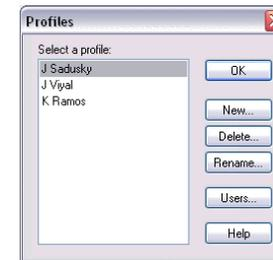 Profiles
Select a profile:
J Sadusky
J Viyal
K Ramos
OK
New...
Delete...
Rename...
Users...
Help